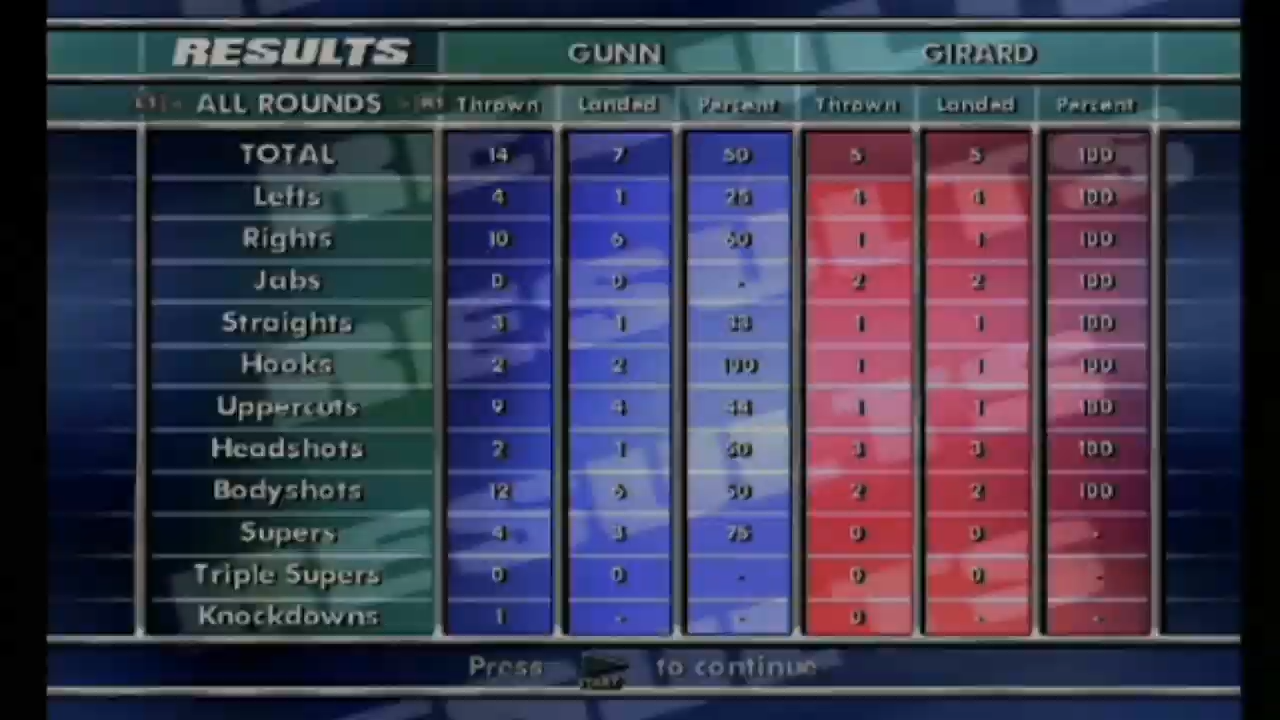 RESULTS GUNN GIRARD
ALL ROUNDS R1 Thrown Landed Percent Thrown Landed Percent
TOTAL 14 7 50 5 5 100
Lefts 4 1 25 4 4 100
Rights 10 6 60 1 1 100
Jabs 0 0 - 2 2 100
Straights 3 1 33 1 1 100
Hooks 2 2 100 1 1 100
Uppercuts 9 4 44 1 1 100
Headshots 2 1 50 3 3 100
Bodyshots 12 6 50 2 2 100
Supers 4 3 75 0 0 -
Triple Supers 0 0 - 0 0 -
Knockdowns 1 - - 0 - -
Press START to continue